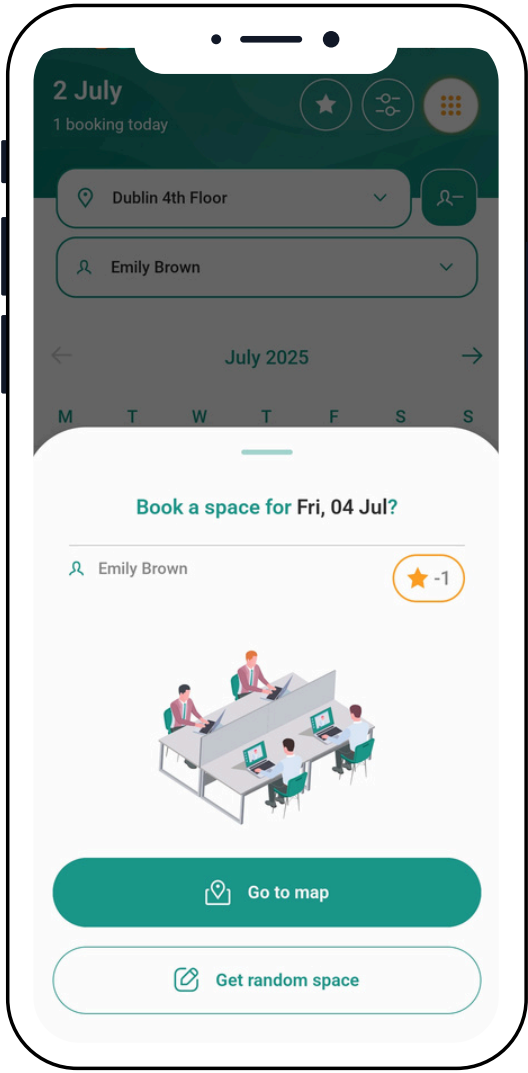 2 July
1 booking today
Dublin 4th Floor
Emily Brown
July 2025
M T W T F S S
Book a space for Fri, 04 Jul?
Emily Brown
-1
Go to map
Get random space